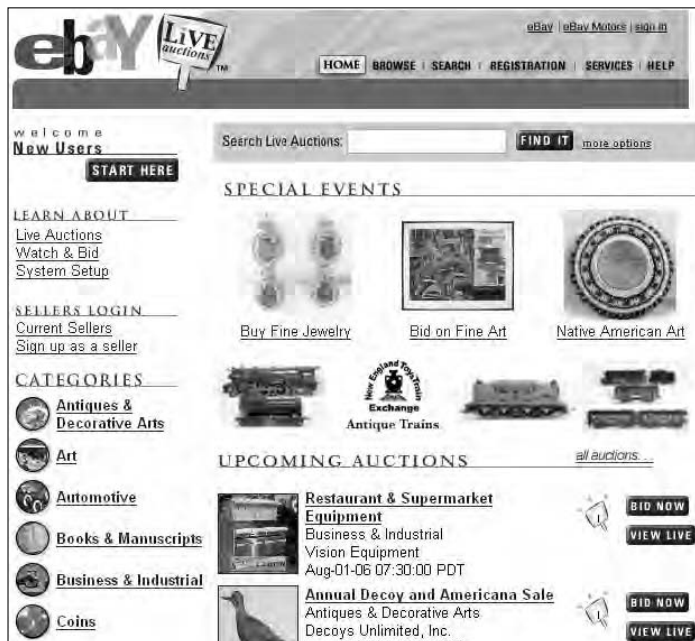 ebaY
LiVE
auctions
TM
eBay | eBay Motors | sign in
HOME BROWSE | SEARCH | REGISTRATION | SERVICES | HELP
welcome
New Users
START HERE
LEARN ABOUT
Live Auctions
Watch & Bid
System Setup
SELLERS LOGIN
Current Sellers
Sign up as a seller
CATEGORIES
Antiques &
Decorative Arts
Art
Automotive
Books & Manuscripts
Business & Industrial
Coins
Search Live Auctions: FIND IT more options
SPECIAL EVENTS
Buy Fine Jewelry
Bid on Fine Art
Native American Art
New England Toy Train
Exchange
Antique Trains
UPCOMING AUCTIONS
all auctions...
Restaurant & Supermarket
Equipment
Business & Industrial
Vision Equipment
Aug-01-06 07:30:00 PDT
BID NOW
VIEW LIVE
Annual Decoy and Americana Sale
Antiques & Decorative Arts
Decoys Unlimited, Inc.
BID NOW
VIEW LIVE